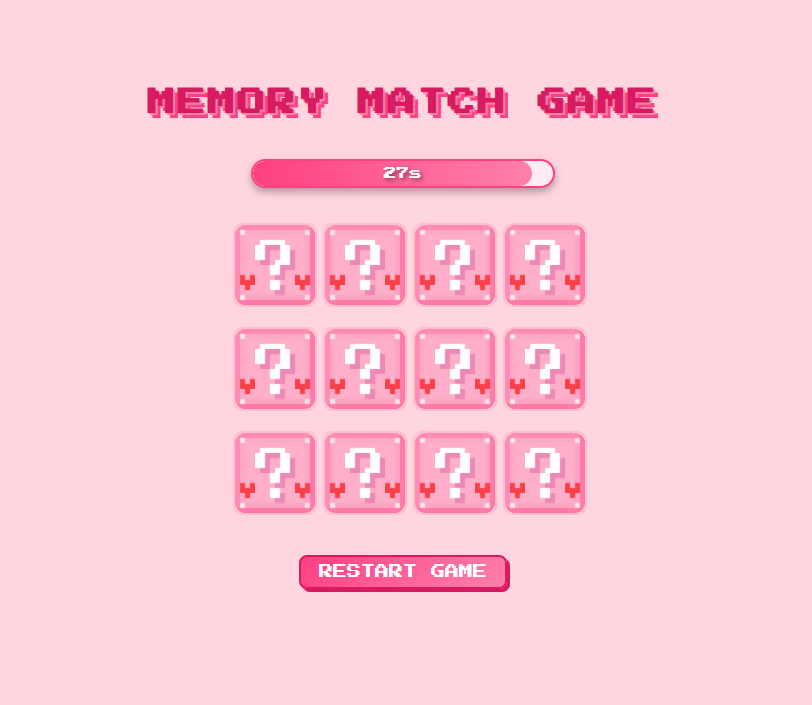 MEMORY MATCH GAME
27s
? ? ? ?
? ? ? ?
? ? ? ?
RESTART GAME